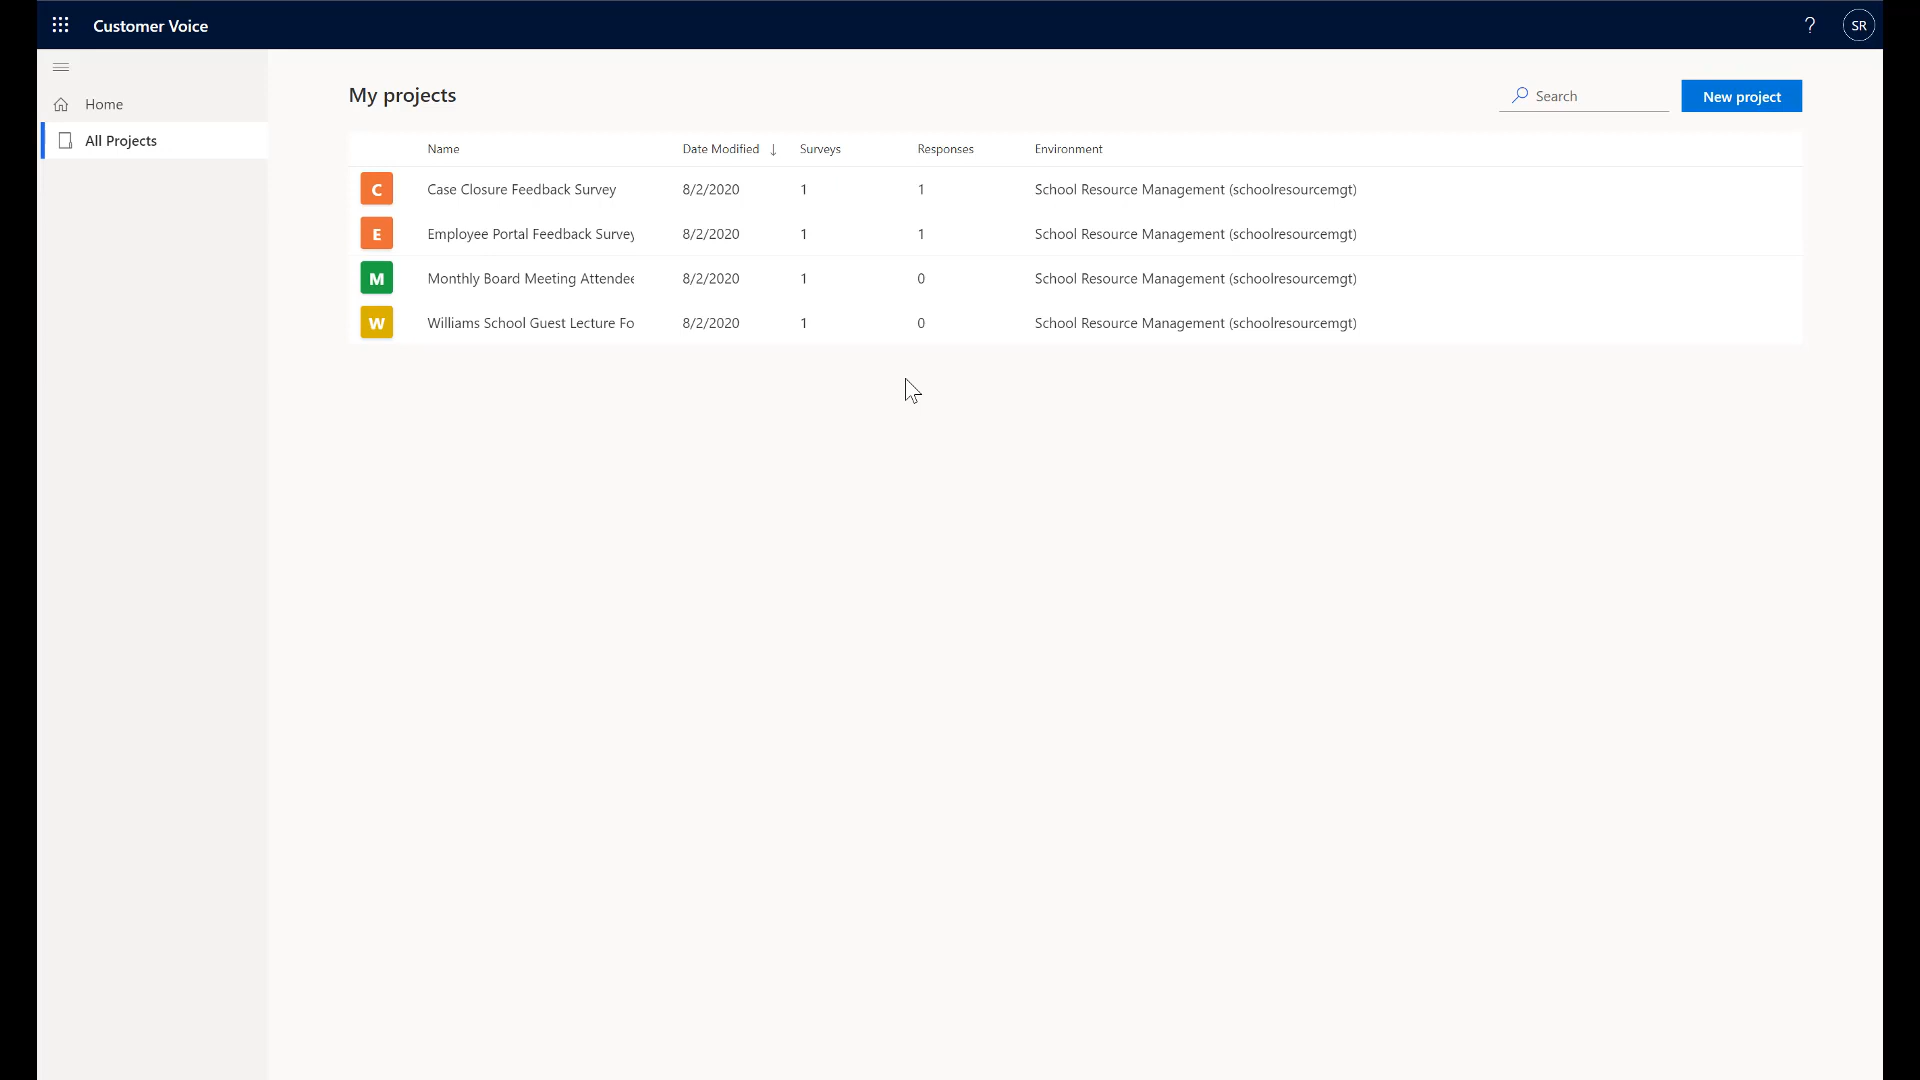 Customer Voice
?
SR
Home
All Projects
My projects
Search
New project
Name Date Modified ↓ Surveys Responses Environment
C Case Closure Feedback Survey 8/2/2020 1 1 School Resource Management (schoolresourcemgt)
E Employee Portal Feedback Survey 8/2/2020 1 1 School Resource Management (schoolresourcemgt)
M Monthly Board Meeting Attendee 8/2/2020 1 0 School Resource Management (schoolresourcemgt)
W Williams School Guest Lecture Fo 8/2/2020 1 0 School Resource Management (schoolresourcemgt)